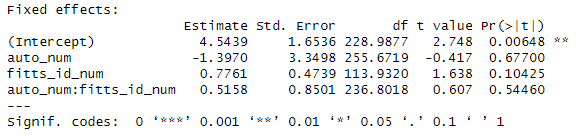 Fixed effects:
                      Estimate Std. Error       df t value Pr(>|t|)
(Intercept)             4.5439     1.6536 228.9877   2.748  0.00648 **
auto_num               -1.3970     3.3498 255.6719  -0.417  0.67700
fitts_id_num            0.7761     0.4739 113.9320   1.638  0.10425
auto_num:fitts_id_num   0.5158     0.8501 236.8018   0.607  0.54460
---
Signif. codes:  0 ‘***’ 0.001 ‘**’ 0.01 ‘*’ 0.05 ‘.’ 0.1 ‘ ’ 1